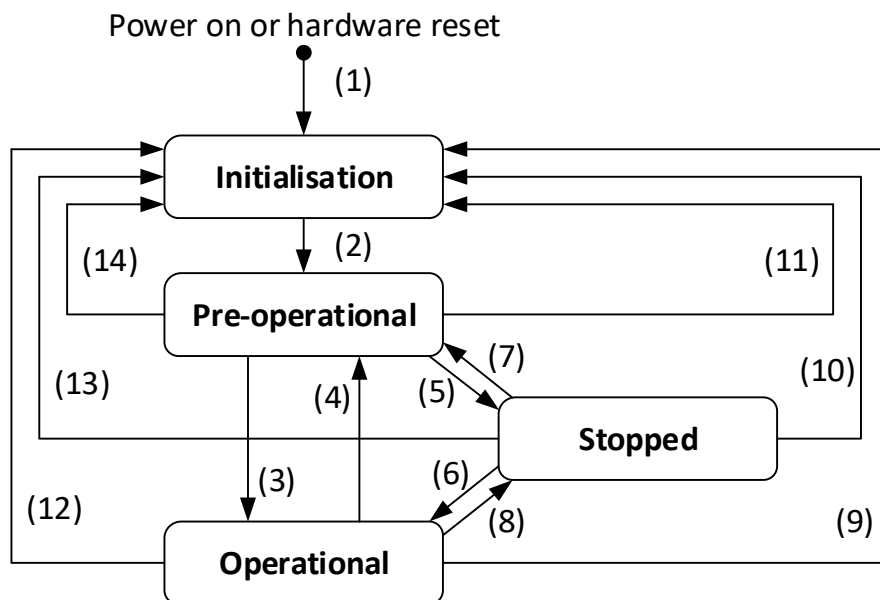 Power on or hardware reset
(1)
Initialisation
(2)
(14)
(11)
Pre-operational
(7)
(13)
(4)
(5)
(10)
Stopped
(3)
(6)
(12)
(8)
(9)
Operational